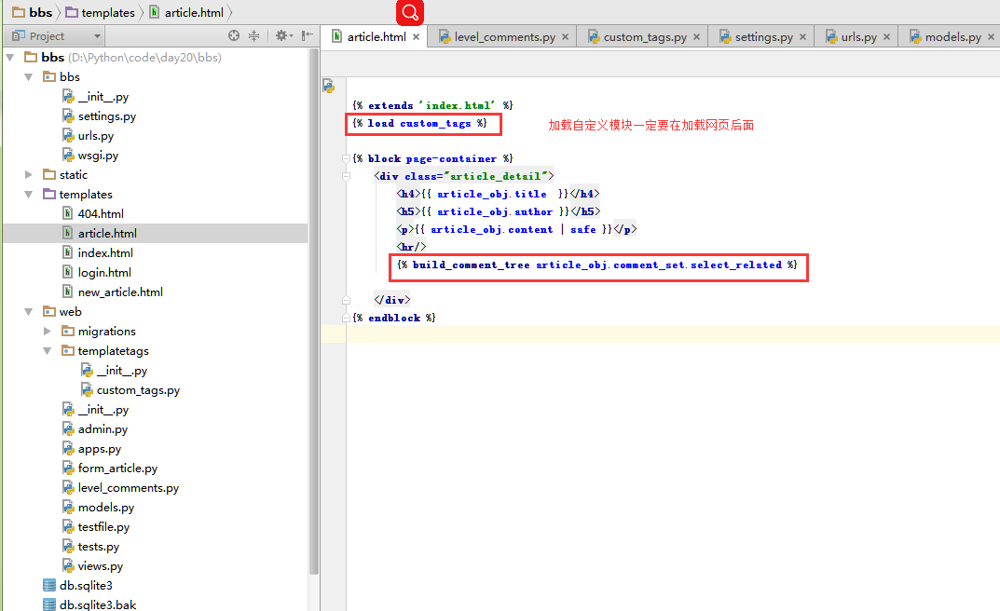 bbs templates article.html
Project
article.html level_comments.py custom_tags.py settings.py urls.py models.py
bbs (D:\Python\code\day20\bbs)
bbs
__init__.py
settings.py
urls.py
wsgi.py
static
templates
404.html
article.html
index.html
login.html
new_article.html
web
migrations
templatetags
__init__.py
custom_tags.py
__init__.py
admin.py
apps.py
form_article.py
level_comments.py
models.py
testfile.py
tests.py
views.py
db.sqlite3
db.sqlite3.bak
{% extends 'index.html' %}
{% load custom_tags %}
加载自定义模块一定要在加载网页后面
{% block page-container %}
<div class="article_detail">
<h4>{{ article_obj.title }}</h4>
<h5>{{ article_obj.author }}</h5>
<p>{{ article_obj.content | safe }}</p>
<hr/>
{% build_comment_tree article_obj.comment_set.select_related %}
</div>
{% endblock %}